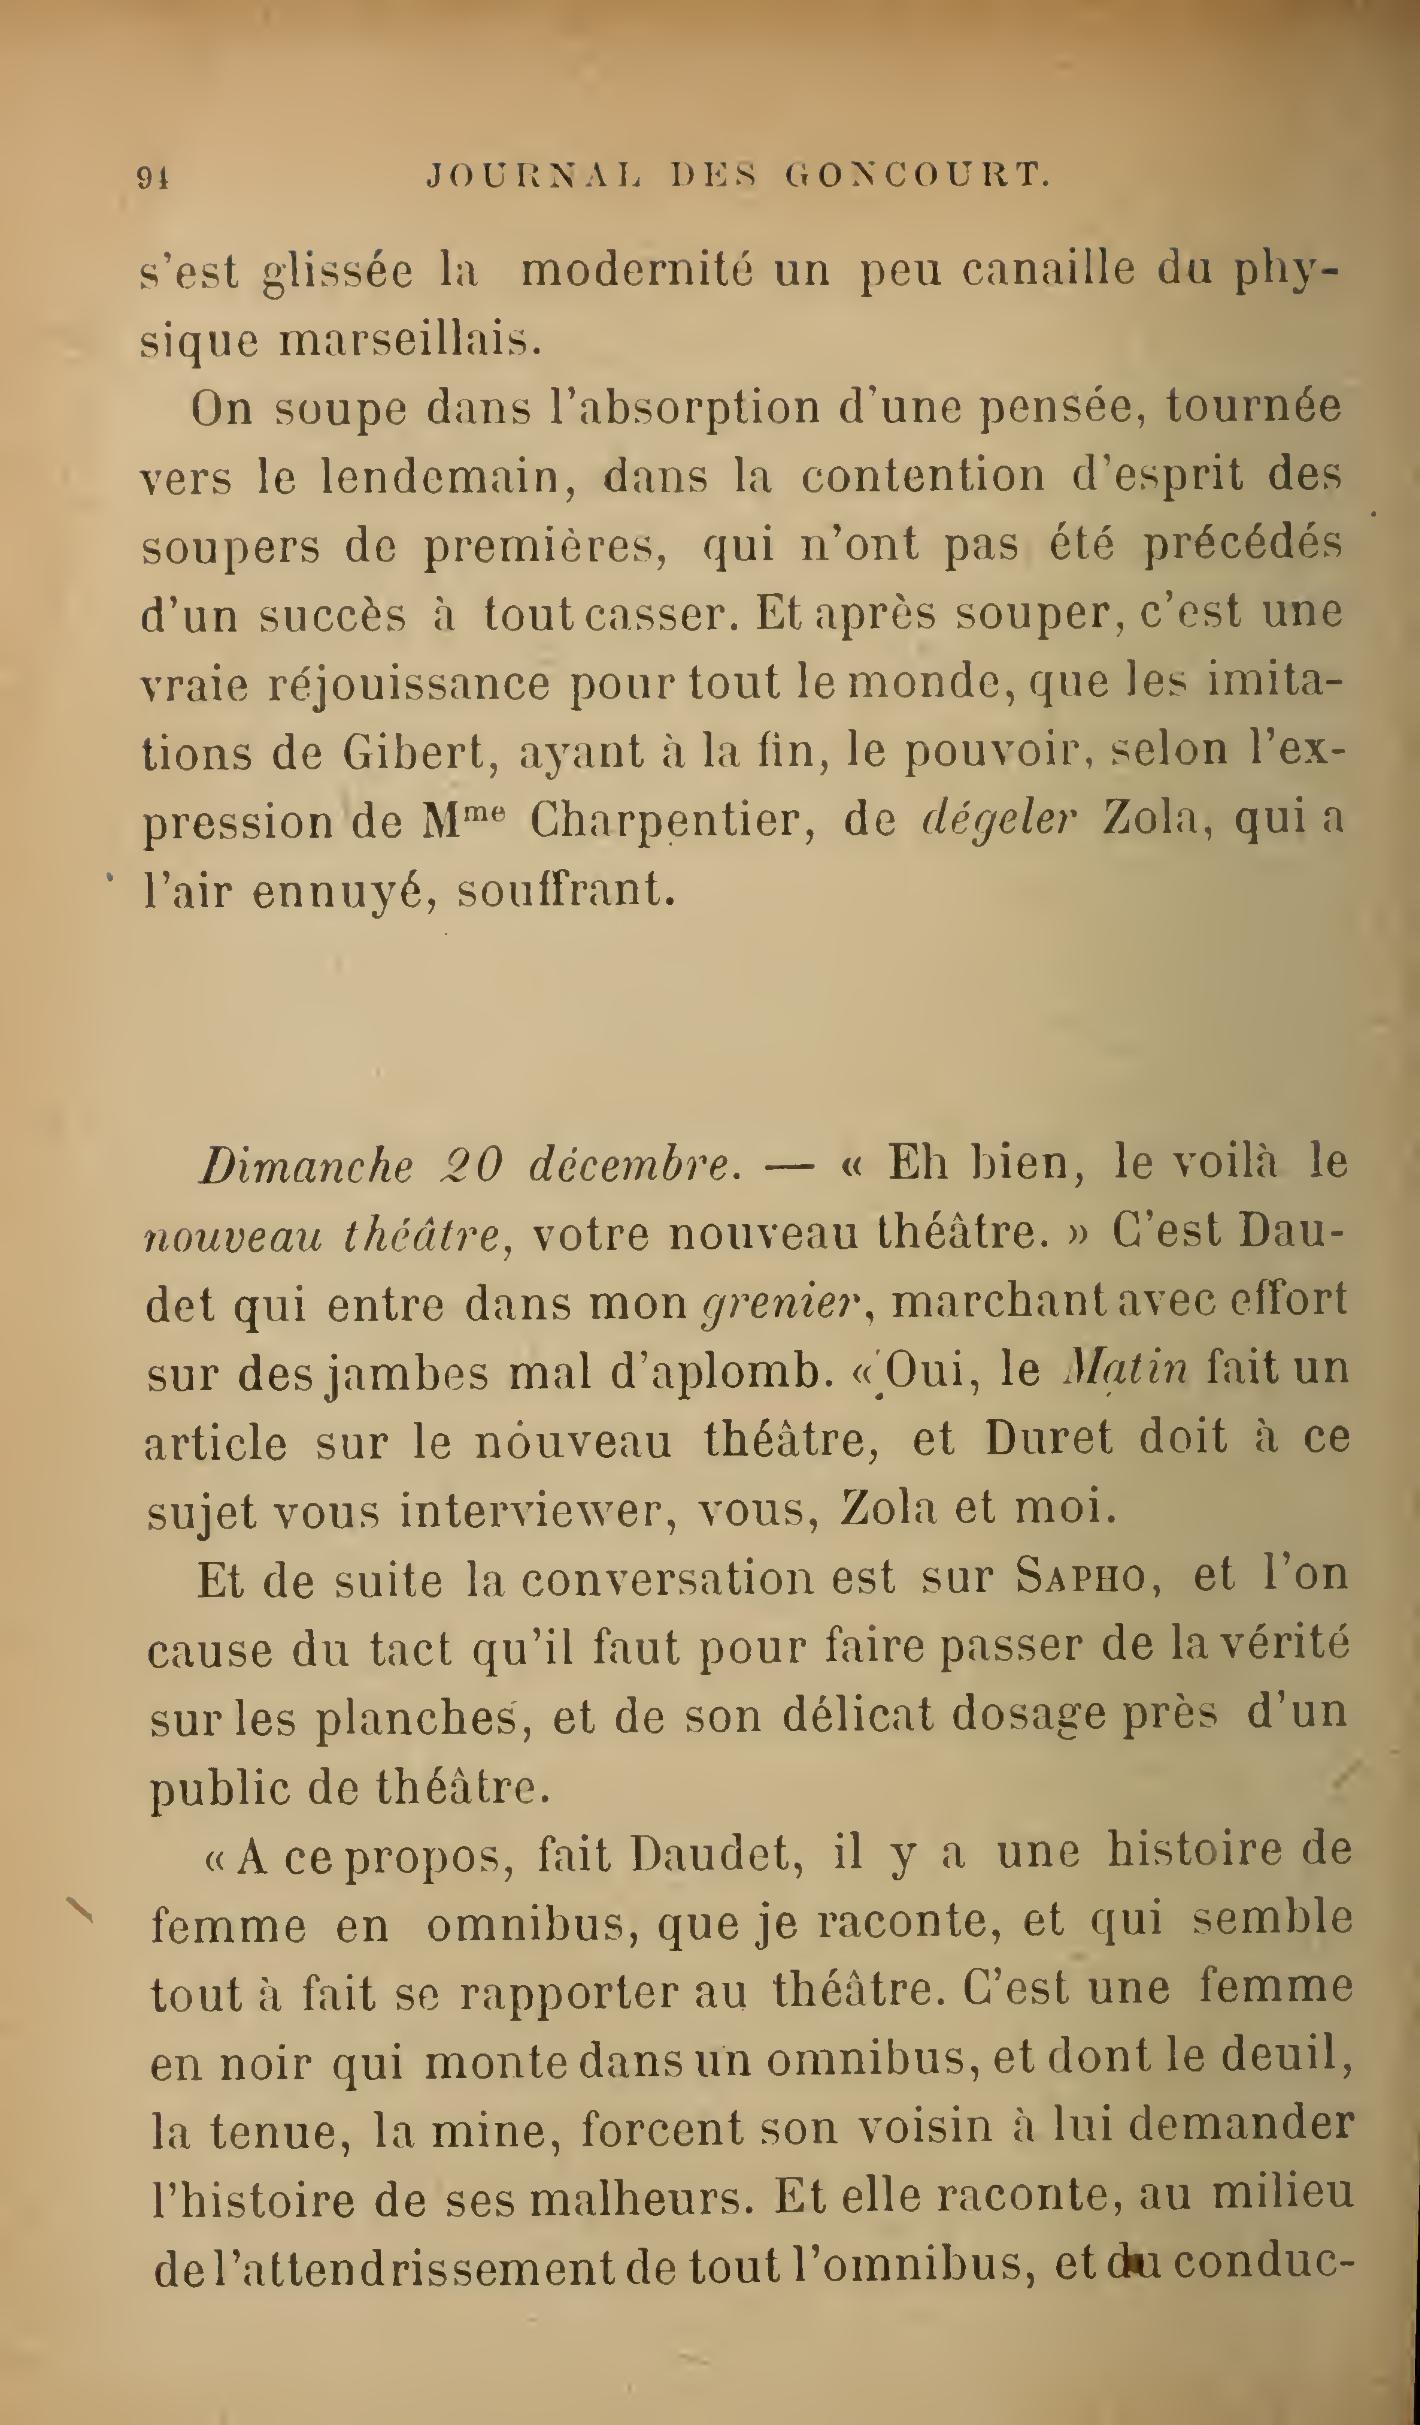 94 JOURNAL DES GONCOURT.
s'est glissée la modernité un peu canaille du phy-
sique marseillais.
On soupe dans l'absorption d'une pensée, tournée
vers le lendemain, dans la contention d'esprit des
soupers de premières, qui n'ont pas été précédés
d'un succès à tout casser. Et après souper, c'est une
vraie réjouissance pour tout le monde, que les imita-
tions de Gibert, ayant à la fin, le pouvoir, selon l'ex-
pression de Mme Charpentier, de dégeler Zola, qui a
l'air ennuyé, souffrant.
Dimanche 20 décembre. — « Eh bien, le voilà le
nouveau théâtre, votre nouveau théâtre. » C'est Dau-
det qui entre dans mon grenier, marchant avec effort
sur des jambes mal d'aplomb. « Oui, le Matin fait un
article sur le nouveau théâtre, et Duret doit à ce
sujet vous interviewer, vous, Zola et moi.
Et de suite la conversation est sur SAPHO, et l'on
cause du tact qu'il faut pour faire passer de la vérité
sur les planches, et de son délicat dosage près d'un
public de théâtre.
« A ce propos, fait Daudet, il y a une histoire de
femme en omnibus, que je raconte, et qui semble
tout à fait se rapporter au théâtre. C'est une femme
en noir qui monte dans un omnibus, et dont le deuil,
la tenue, la mine, forcent son voisin à lui demander
l'histoire de ses malheurs. Et elle raconte, au milieu
de l'attendrissement de tout l'omnibus, et du conduc-